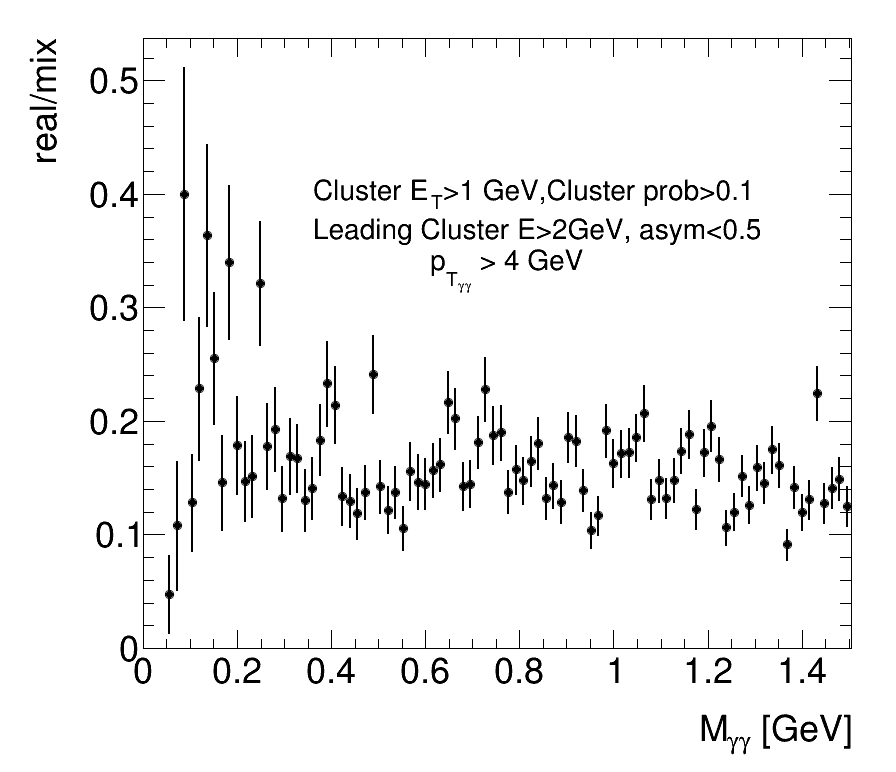 real/mix
0.5
0.4
0.3
0.2
0.1
0
Cluster E_T>1 GeV,Cluster prob>0.1
Leading Cluster E>2GeV, asym<0.5
p_Tγγ > 4 GeV
0 0.2 0.4 0.6 0.8 1 1.2 1.4
M_γγ [GeV]